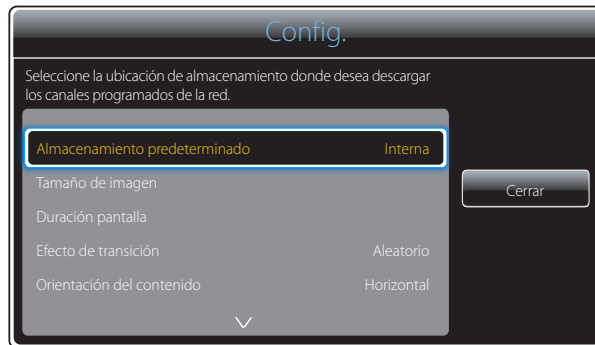 Config.
Seleccione la ubicación de almacenamiento donde desea descargar
los canales programados de la red.
Almacenamiento predeterminado Interna
Tamaño de imagen
Cerrar
Duración pantalla
Efecto de transición Aleatorio
Orientación del contenido Horizontal